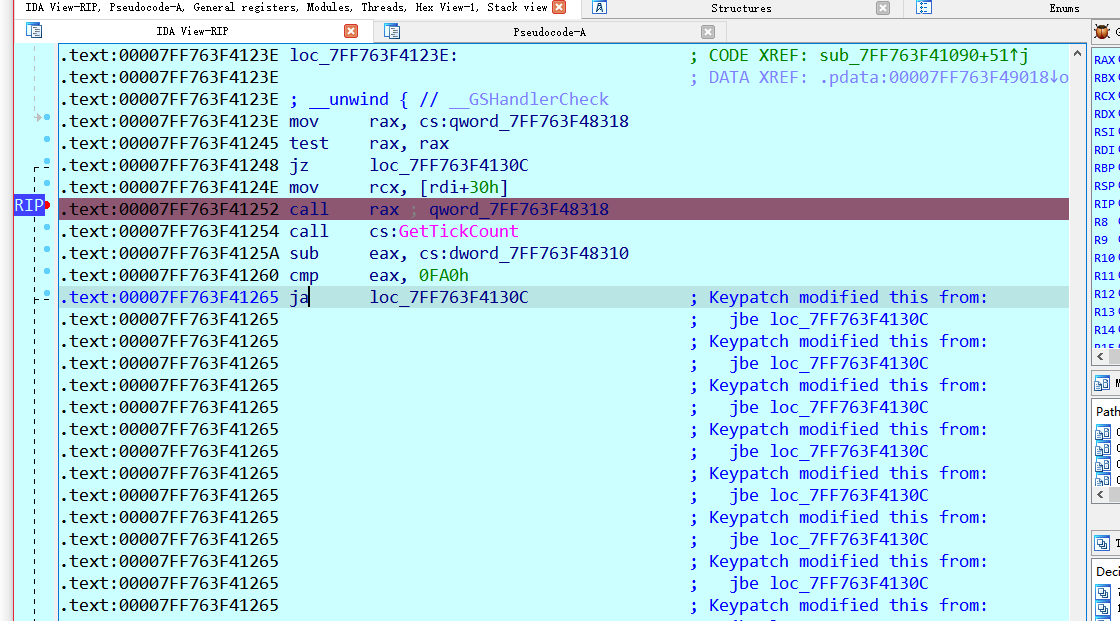 IDA View-RIP, Pseudocode-A, General registers, Modules, Threads, Hex View-1, Stack view Structures Enums
IDA View-RIP Pseudocode-A
.text:00007FF763F4123E loc_7FF763F4123E: ; CODE XREF: sub_7FF763F41090+51↑j
.text:00007FF763F4123E ; DATA XREF: .pdata:00007FF763F49018↓o
.text:00007FF763F4123E ; __unwind { // __GSHandlerCheck
.text:00007FF763F4123E mov rax, cs:qword_7FF763F48318
.text:00007FF763F41245 test rax, rax
.text:00007FF763F41248 jz loc_7FF763F4130C
.text:00007FF763F4124E mov rcx, [rdi+30h]
RIP .text:00007FF763F41252 call rax ; qword_7FF763F48318
.text:00007FF763F41254 call cs:GetTickCount
.text:00007FF763F4125A sub eax, cs:dword_7FF763F48310
.text:00007FF763F41260 cmp eax, 0FA0h
.text:00007FF763F41265 ja loc_7FF763F4130C ; Keypatch modified this from:
.text:00007FF763F41265 ; jbe loc_7FF763F4130C
.text:00007FF763F41265 ; Keypatch modified this from:
.text:00007FF763F41265 ; jbe loc_7FF763F4130C
.text:00007FF763F41265 ; Keypatch modified this from:
.text:00007FF763F41265 ; jbe loc_7FF763F4130C
.text:00007FF763F41265 ; Keypatch modified this from:
.text:00007FF763F41265 ; jbe loc_7FF763F4130C
.text:00007FF763F41265 ; Keypatch modified this from:
.text:00007FF763F41265 ; jbe loc_7FF763F4130C
.text:00007FF763F41265 ; Keypatch modified this from:
.text:00007FF763F41265 ; jbe loc_7FF763F4130C
.text:00007FF763F41265 ; Keypatch modified this from:
.text:00007FF763F41265 ; jbe loc_7FF763F4130C
.text:00007FF763F41265 ; Keypatch modified this from:
RAX
RBX
RCX
RDX
RSI
RDI
RBP
RSP
RIP
R8
R9
R10
R11
R12
R13
R14
R15
Path